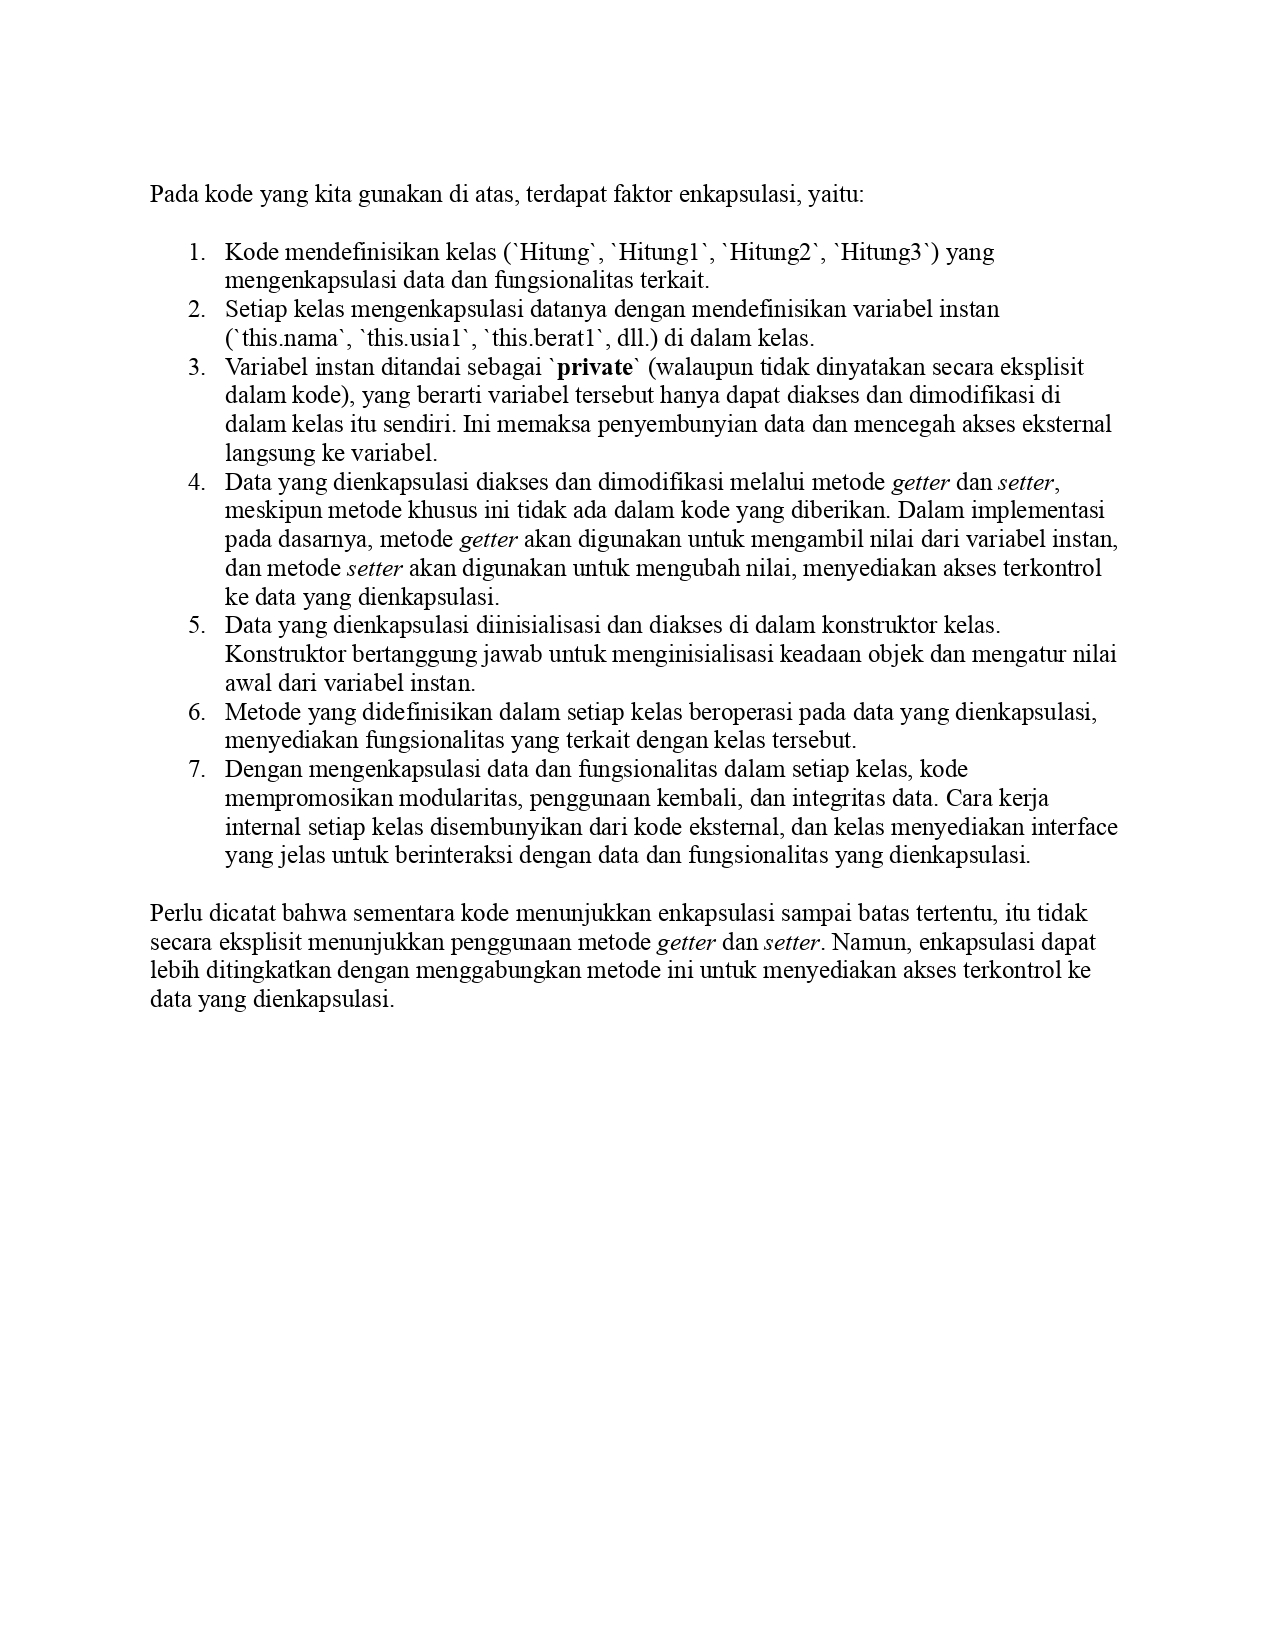 Pada kode yang kita gunakan di atas, terdapat faktor enkapsulasi, yaitu:
1. Kode mendefinisikan kelas (`Hitung`, `Hitung1`, `Hitung2`, `Hitung3`) yang
mengenkapsulasi data dan fungsionalitas terkait.
2. Setiap kelas mengenkapsulasi datanya dengan mendefinisikan variabel instan
(`this.nama`, `this.usia1`, `this.berat1`, dll.) di dalam kelas.
3. Variabel instan ditandai sebagai `private` (walaupun tidak dinyatakan secara eksplisit
dalam kode), yang berarti variabel tersebut hanya dapat diakses dan dimodifikasi di
dalam kelas itu sendiri. Ini memaksa penyembunyian data dan mencegah akses eksternal
langsung ke variabel.
4. Data yang dienkapsulasi diakses dan dimodifikasi melalui metode getter dan setter,
meskipun metode khusus ini tidak ada dalam kode yang diberikan. Dalam implementasi
pada dasarnya, metode getter akan digunakan untuk mengambil nilai dari variabel instan,
dan metode setter akan digunakan untuk mengubah nilai, menyediakan akses terkontrol
ke data yang dienkapsulasi.
5. Data yang dienkapsulasi diinisialisasi dan diakses di dalam konstruktor kelas.
Konstruktor bertanggung jawab untuk menginisialisasi keadaan objek dan mengatur nilai
awal dari variabel instan.
6. Metode yang didefinisikan dalam setiap kelas beroperasi pada data yang dienkapsulasi,
menyediakan fungsionalitas yang terkait dengan kelas tersebut.
7. Dengan mengenkapsulasi data dan fungsionalitas dalam setiap kelas, kode
mempromosikan modularitas, penggunaan kembali, dan integritas data. Cara kerja
internal setiap kelas disembunyikan dari kode eksternal, dan kelas menyediakan interface
yang jelas untuk berinteraksi dengan data dan fungsionalitas yang dienkapsulasi.
Perlu dicatat bahwa sementara kode menunjukkan enkapsulasi sampai batas tertentu, itu tidak
secara eksplisit menunjukkan penggunaan metode getter dan setter. Namun, enkapsulasi dapat
lebih ditingkatkan dengan menggabungkan metode ini untuk menyediakan akses terkontrol ke
data yang dienkapsulasi.